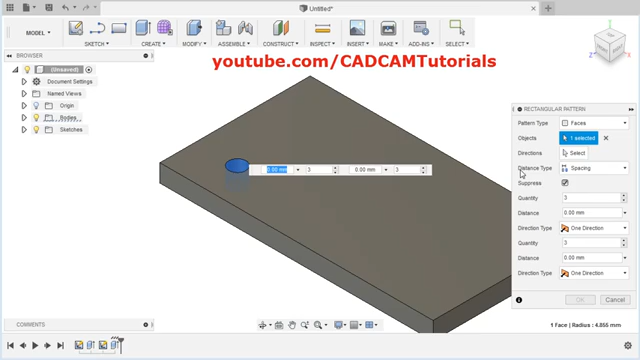 Untitled*
MODEL
SKETCH
CREATE
MODIFY
ASSEMBLE
CONSTRUCT
INSPECT
INSERT
MAKE
ADD-INS
SELECT
youtube.com/CADCAMTutorials
BROWSER
(Unsaved)
Document Settings
Named Views
Origin
Bodies
Sketches
0.00 mm
3
0.00 mm
3
RECTANGULAR PATTERN
Pattern Type
Faces
Objects
1 selected
Directions
Select
Distance Type
Spacing
Suppress
Quantity
3
Distance
0.00 mm
Direction Type
One Direction
Quantity
3
Distance
0.00 mm
Direction Type
One Direction
OK
Cancel
COMMENTS
1 Face | Radius : 4.855 mm